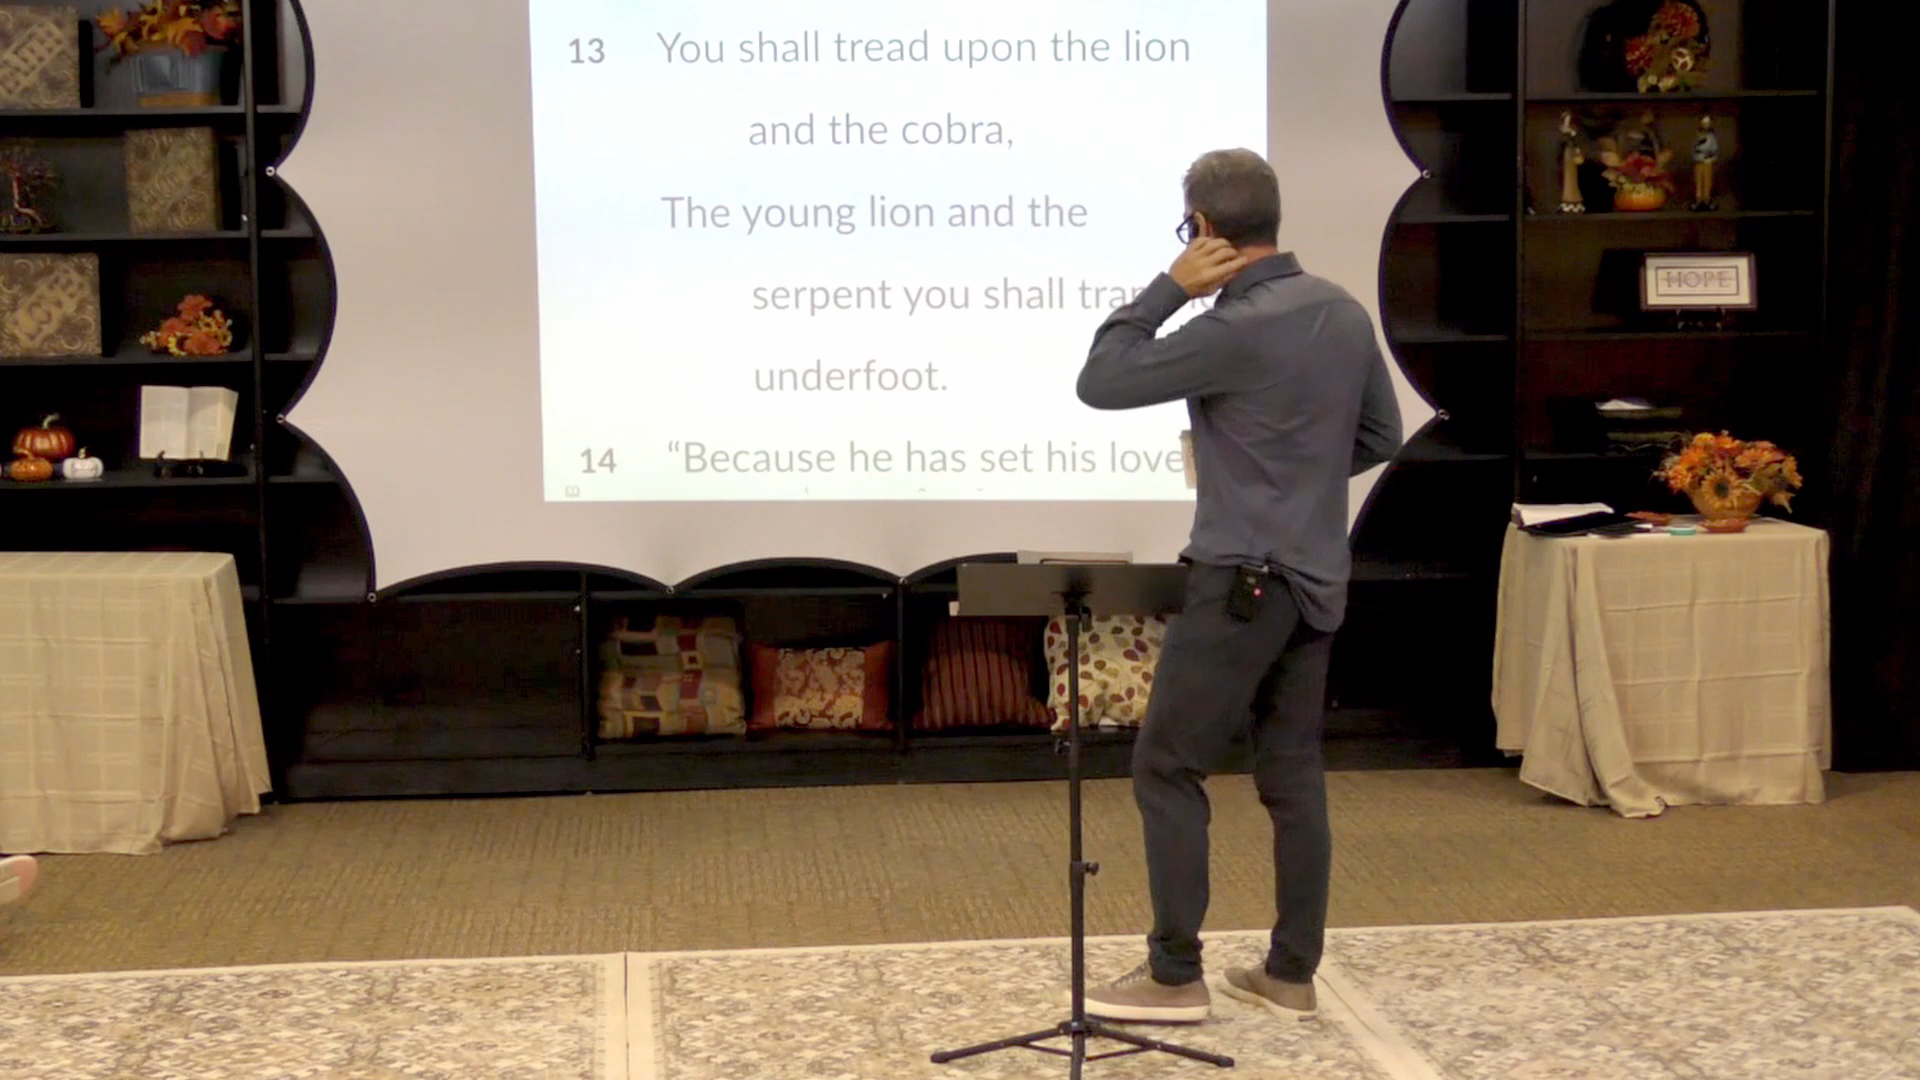 13 You shall tread upon the lion
and the cobra,
The young lion and the
serpent you shall
underfoot.
14 “Because he has set his love
HOPE